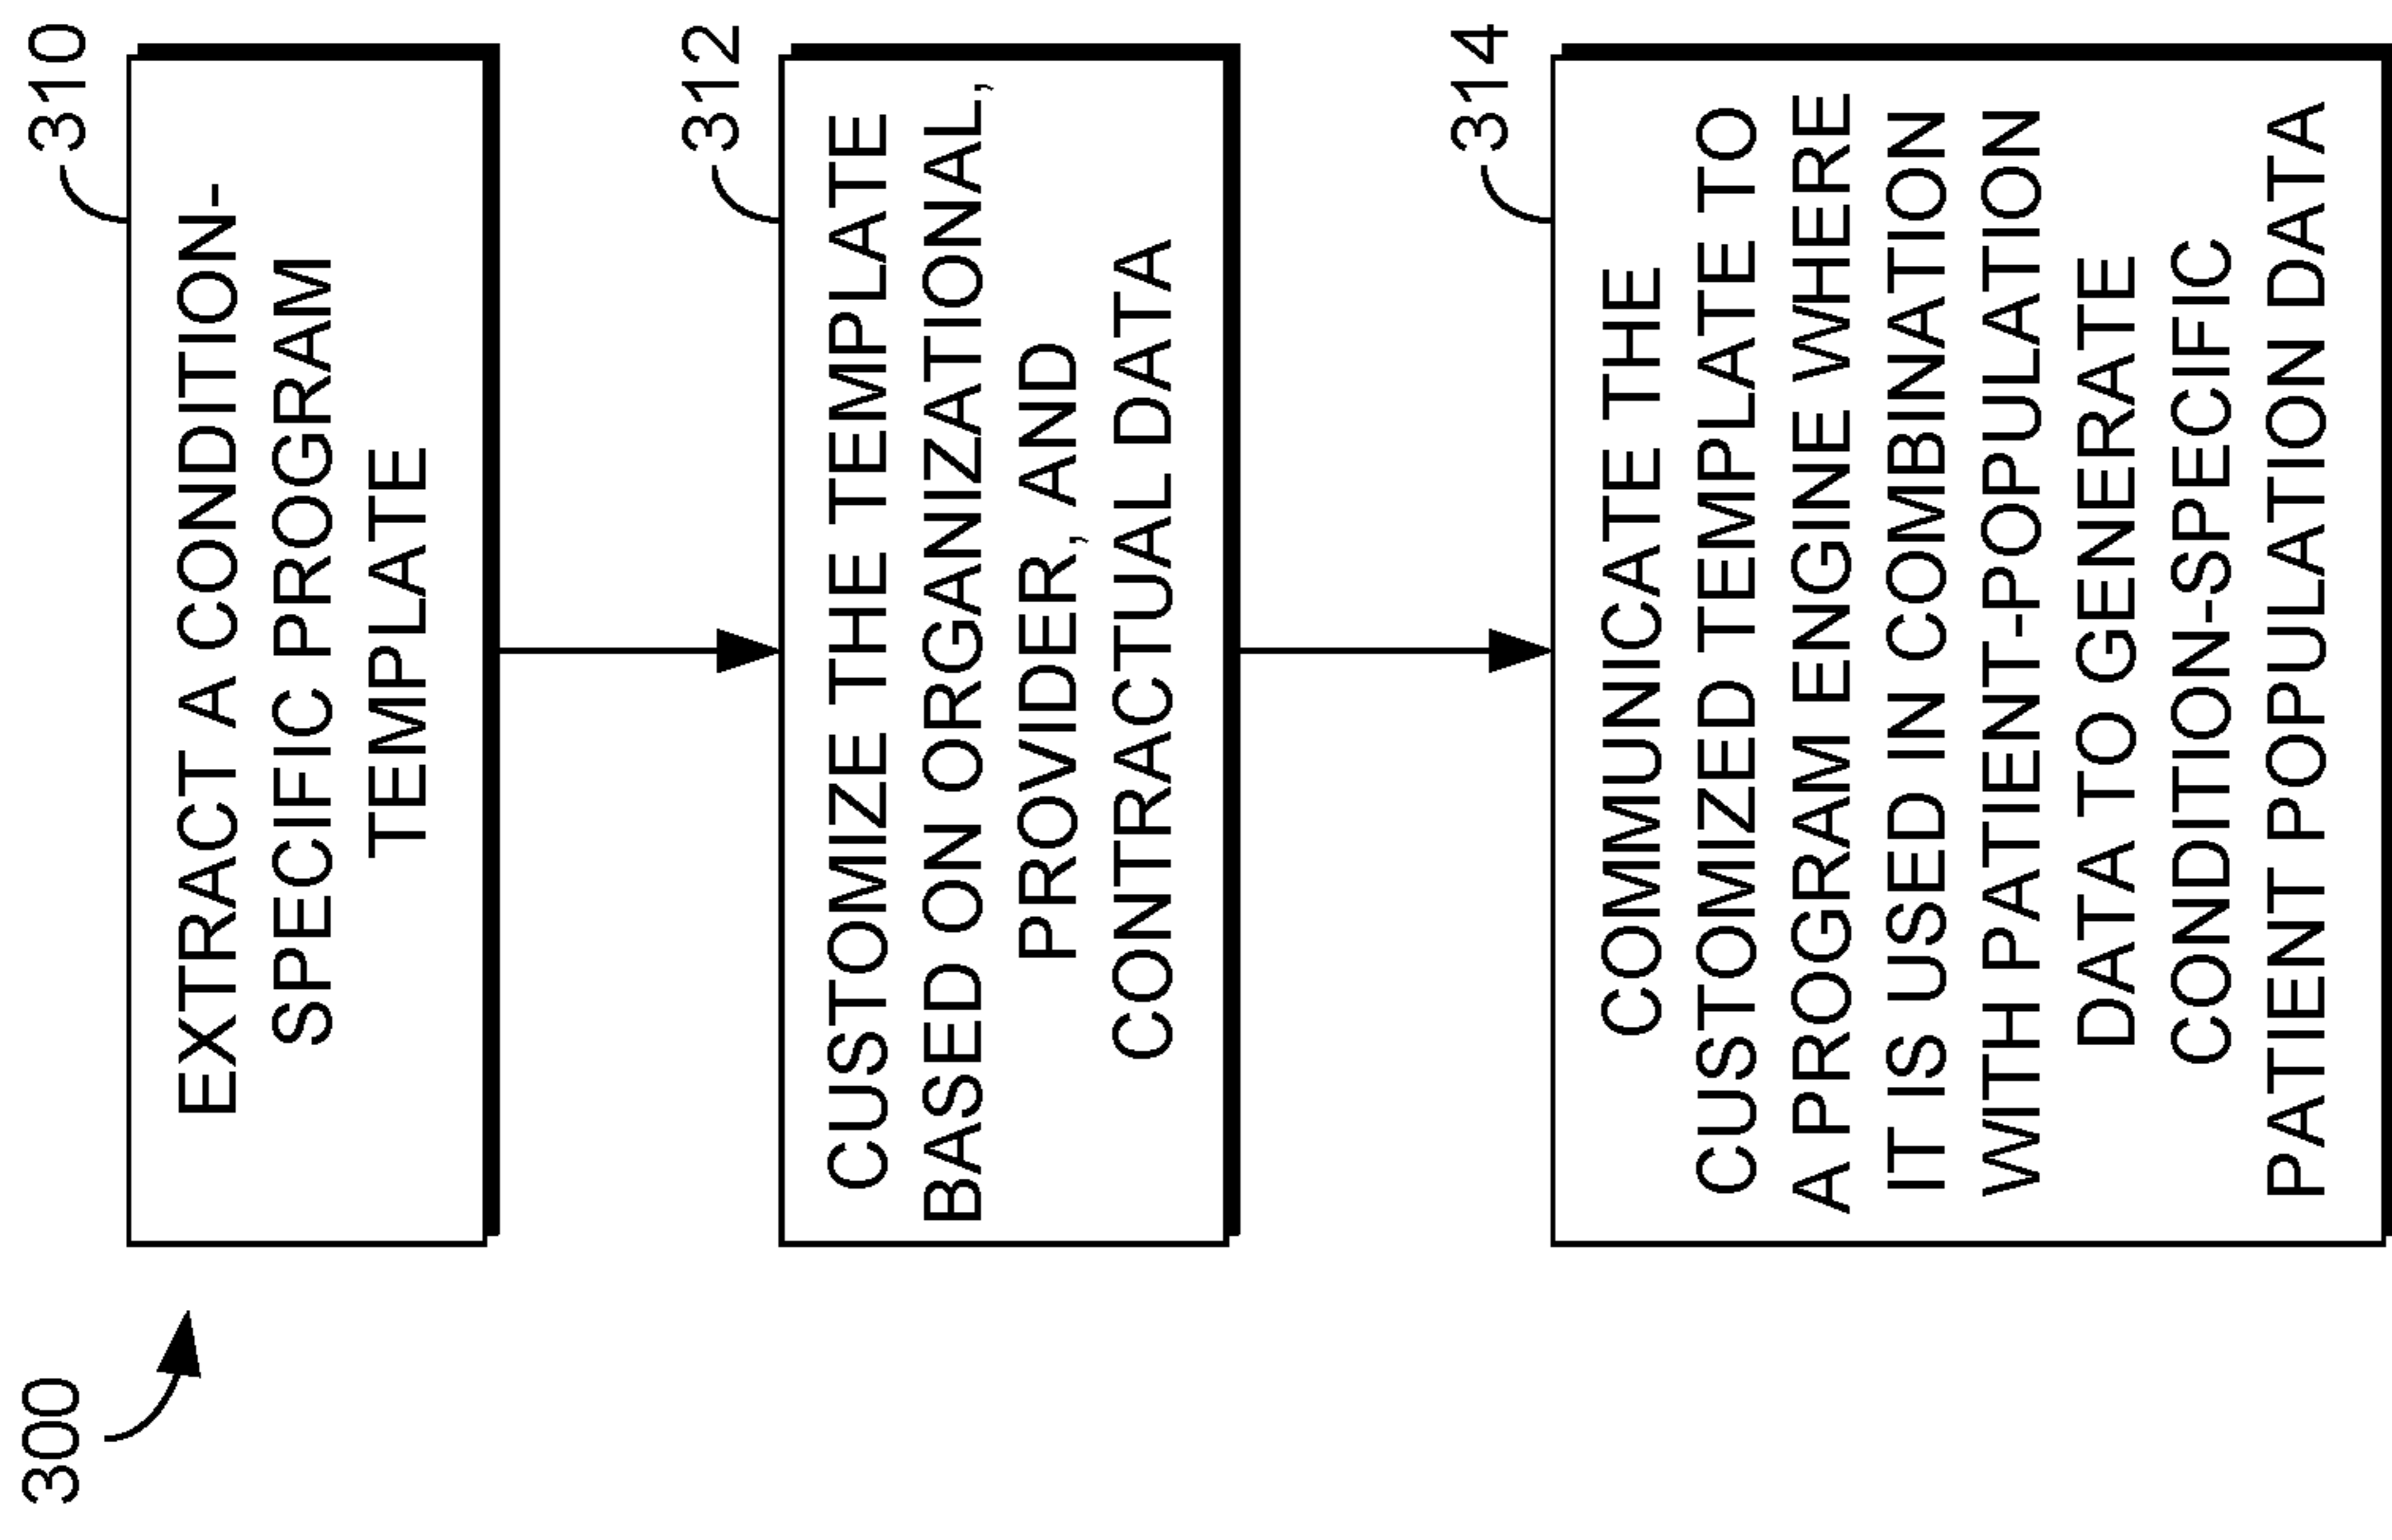 300
310
EXTRACT A CONDITION-
SPECIFIC PROGRAM
TEMPLATE
312
CUSTOMIZE THE TEMPLATE
BASED ON ORGANIZATIONAL,
PROVIDER, AND
CONTRACTUAL DATA
314
COMMUNICATE THE
CUSTOMIZED TEMPLATE TO
A PROGRAM ENGINE WHERE
IT IS USED IN COMBINATION
WITH PATIENT-POPULATION
DATA TO GENERATE
CONDITION-SPECIFIC
PATIENT POPULATION DATA